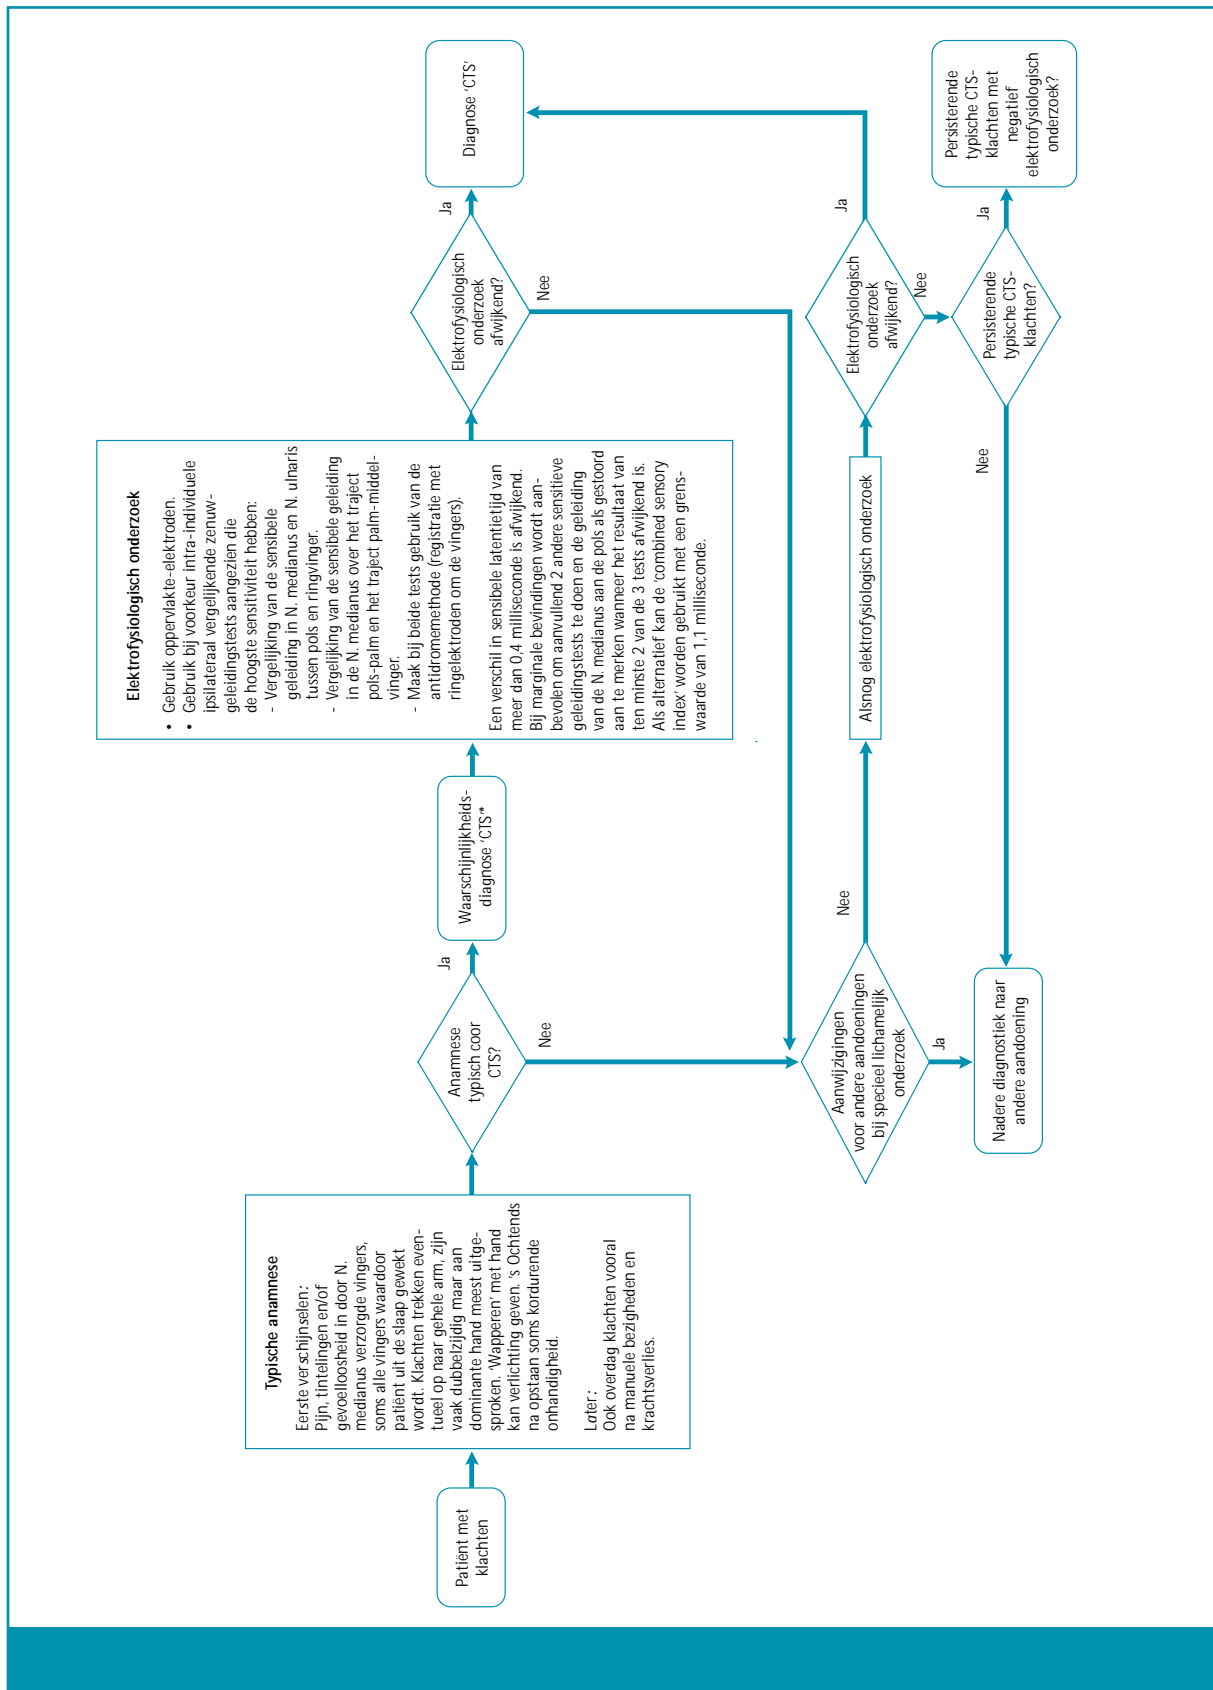 Patiënt met
klachten
Typische anamnese
Eerste verschijnselen:
Pijn, tintelingen en/of
gevoelloosheid in door N.
medianus verzorgde vingers,
soms alle vingers waardoor
patiënt uit de slaap gewekt
wordt. Klachten trekken even-
tueel op naar gehele arm, zijn
vaak dubbelzijdig maar aan
dominante hand meest uitge-
sproken. 'Wapperen' met hand
kan verlichting geven. 's Ochtends
na opstaan soms kordurende
onhandigheid.
Later:
Ook overdag klachten vooral
na manuele bezigheden en
krachtsverlies.
Anamnese
typisch coor
CTS?
Ja
Nee
Waarschijnlijkheids-
diagnose 'CTS'*
Elektrofysiologisch onderzoek
• Gebruik oppervlakte-elektroden.
• Gebruik bij voorkeur intra-individuele
ipsilateraal vergelijkende zenuw-
geleidingstests aangezien die
de hoogste sensitiviteit hebben:
- Vergelijking van de sensibele
geleiding in N. medianus en N. ulnaris
tussen pols en ringvinger.
- Vergelijking van de sensibele geleiding
in de N. medianus over het traject
pols-palm en het traject palm-middel-
vinger.
- Maak bij beide tests gebruik van de
antidromemethode (registratie met
ringelektroden om de vingers).
Een verschil in sensibele latentietijd van
meer dan 0,4 milliseconde is afwijkend.
Bij marginale bevindingen wordt aan-
bevolen om aanvullend 2 andere sensitieve
geleidingstests te doen en de geleiding
van de N. medianus aan de pols als gestoord
aan te merken wanneer het resultaat van
ten minste 2 van de 3 tests afwijkend is.
Als alternatief kan de 'combined sensory
index' worden gebruikt met een grens-
waarde van 1,1 milliseconde.
Elektrofysiologisch
onderzoek
afwijkend?
Ja
Nee
Diagnose 'CTS'
Aanwijzigingen
voor andere aandoeningen
bij specieel lichamelijk
onderzoek
Nee
Ja
Nadere diagnostiek naar
andere aandoening
Alsnog elektrofysiologisch onderzoek
Elektrofysiologisch
onderzoek
afwijkend?
Ja
Nee
Persisterende
typische CTS-
klachten?
Nee
Ja
Persisterende
typische CTS-
klachten met
negatief
elektrofysiologisch
onderzoek?